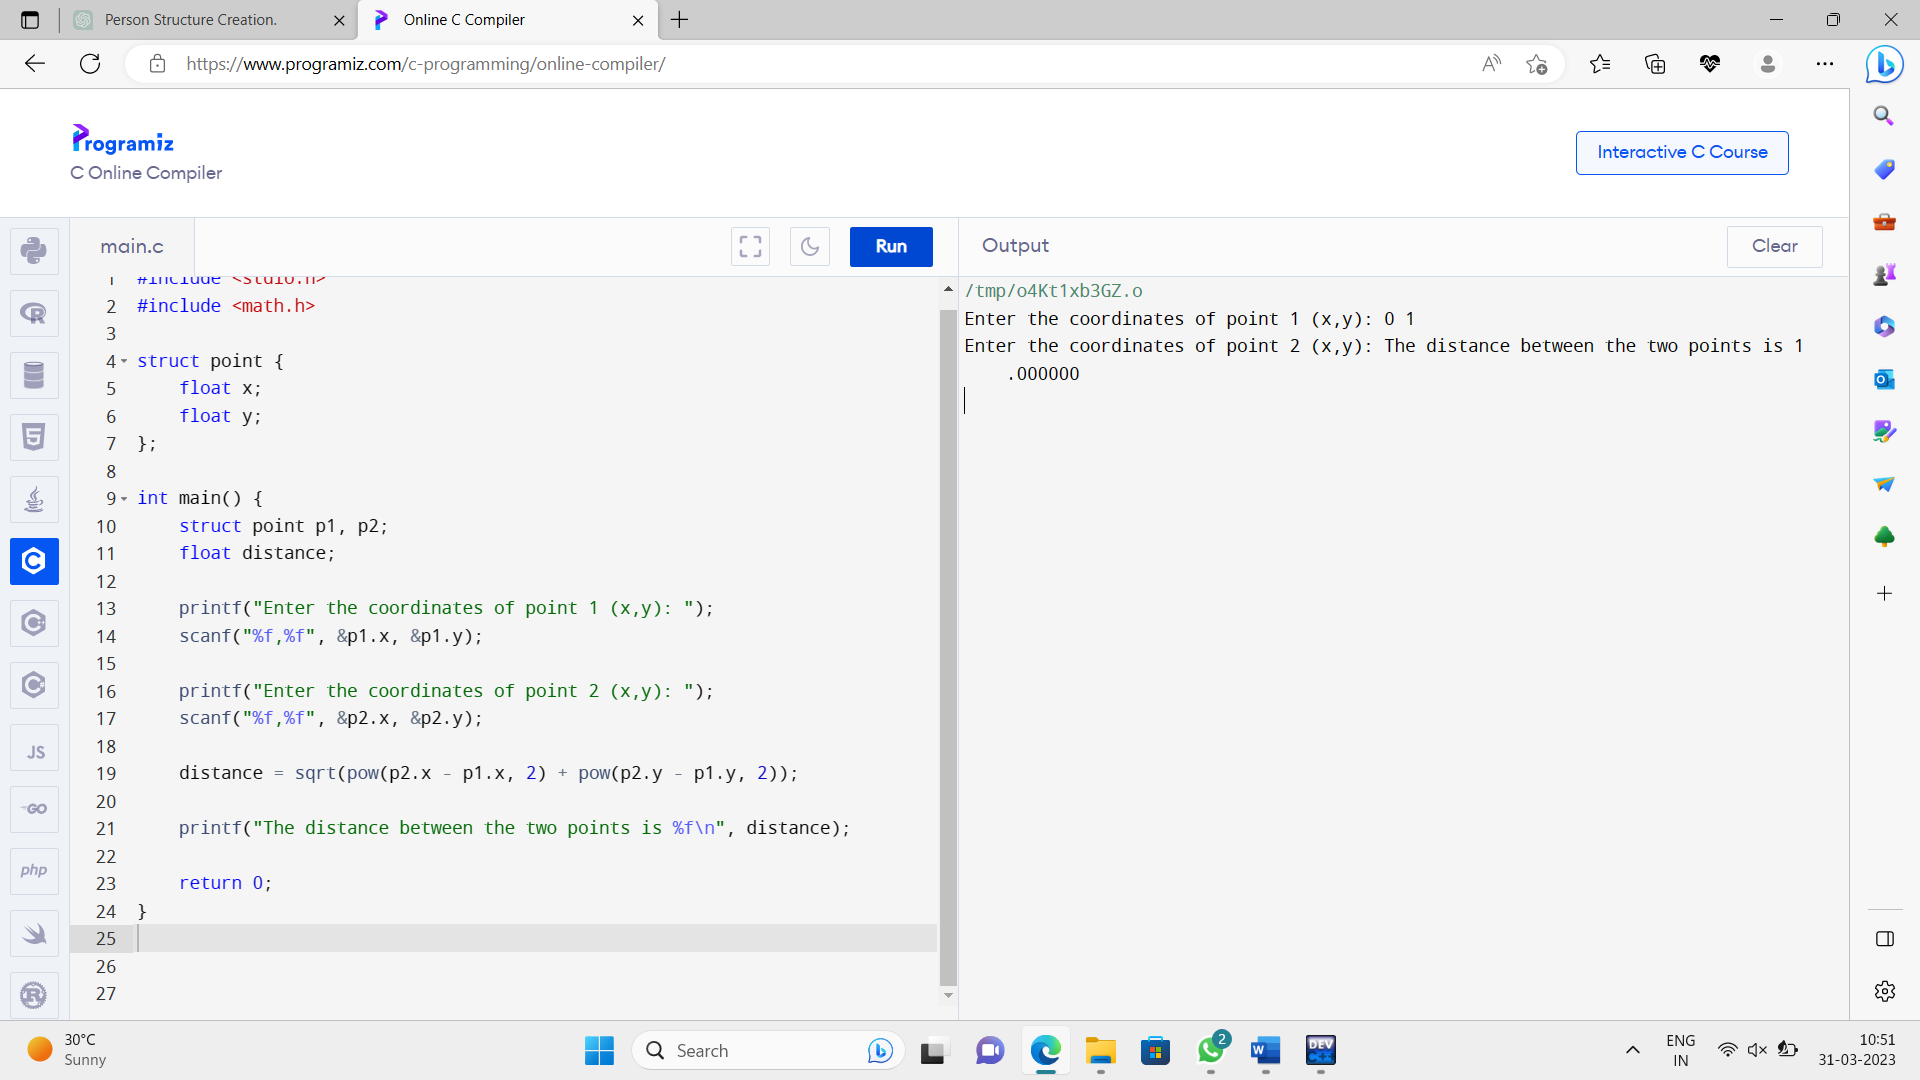 Person Structure Creation.
Online C Compiler
https://www.programiz.com/c-programming/online-compiler/
Programiz
C Online Compiler
Interactive C Course
main.c
Run
Output
Clear
1 #include <stdio.h>
2 #include <math.h>
3
4 struct point {
5 float x;
6 float y;
7 };
8
9 int main() {
10 struct point p1, p2;
11 float distance;
12
13 printf("Enter the coordinates of point 1 (x,y): ");
14 scanf("%f,%f", &p1.x, &p1.y);
15
16 printf("Enter the coordinates of point 2 (x,y): ");
17 scanf("%f,%f", &p2.x, &p2.y);
18
19 distance = sqrt(pow(p2.x - p1.x, 2) + pow(p2.y - p1.y, 2));
20
21 printf("The distance between the two points is %f\n", distance);
22
23 return 0;
24 }
25
26
27
/tmp/o4Kt1xb3GZ.o
Enter the coordinates of point 1 (x,y): 0 1
Enter the coordinates of point 2 (x,y): The distance between the two points is 1
.000000
JS
GO
php
30°C
Sunny
Search
2
DEV
ENG
IN
10:51
31-03-2023